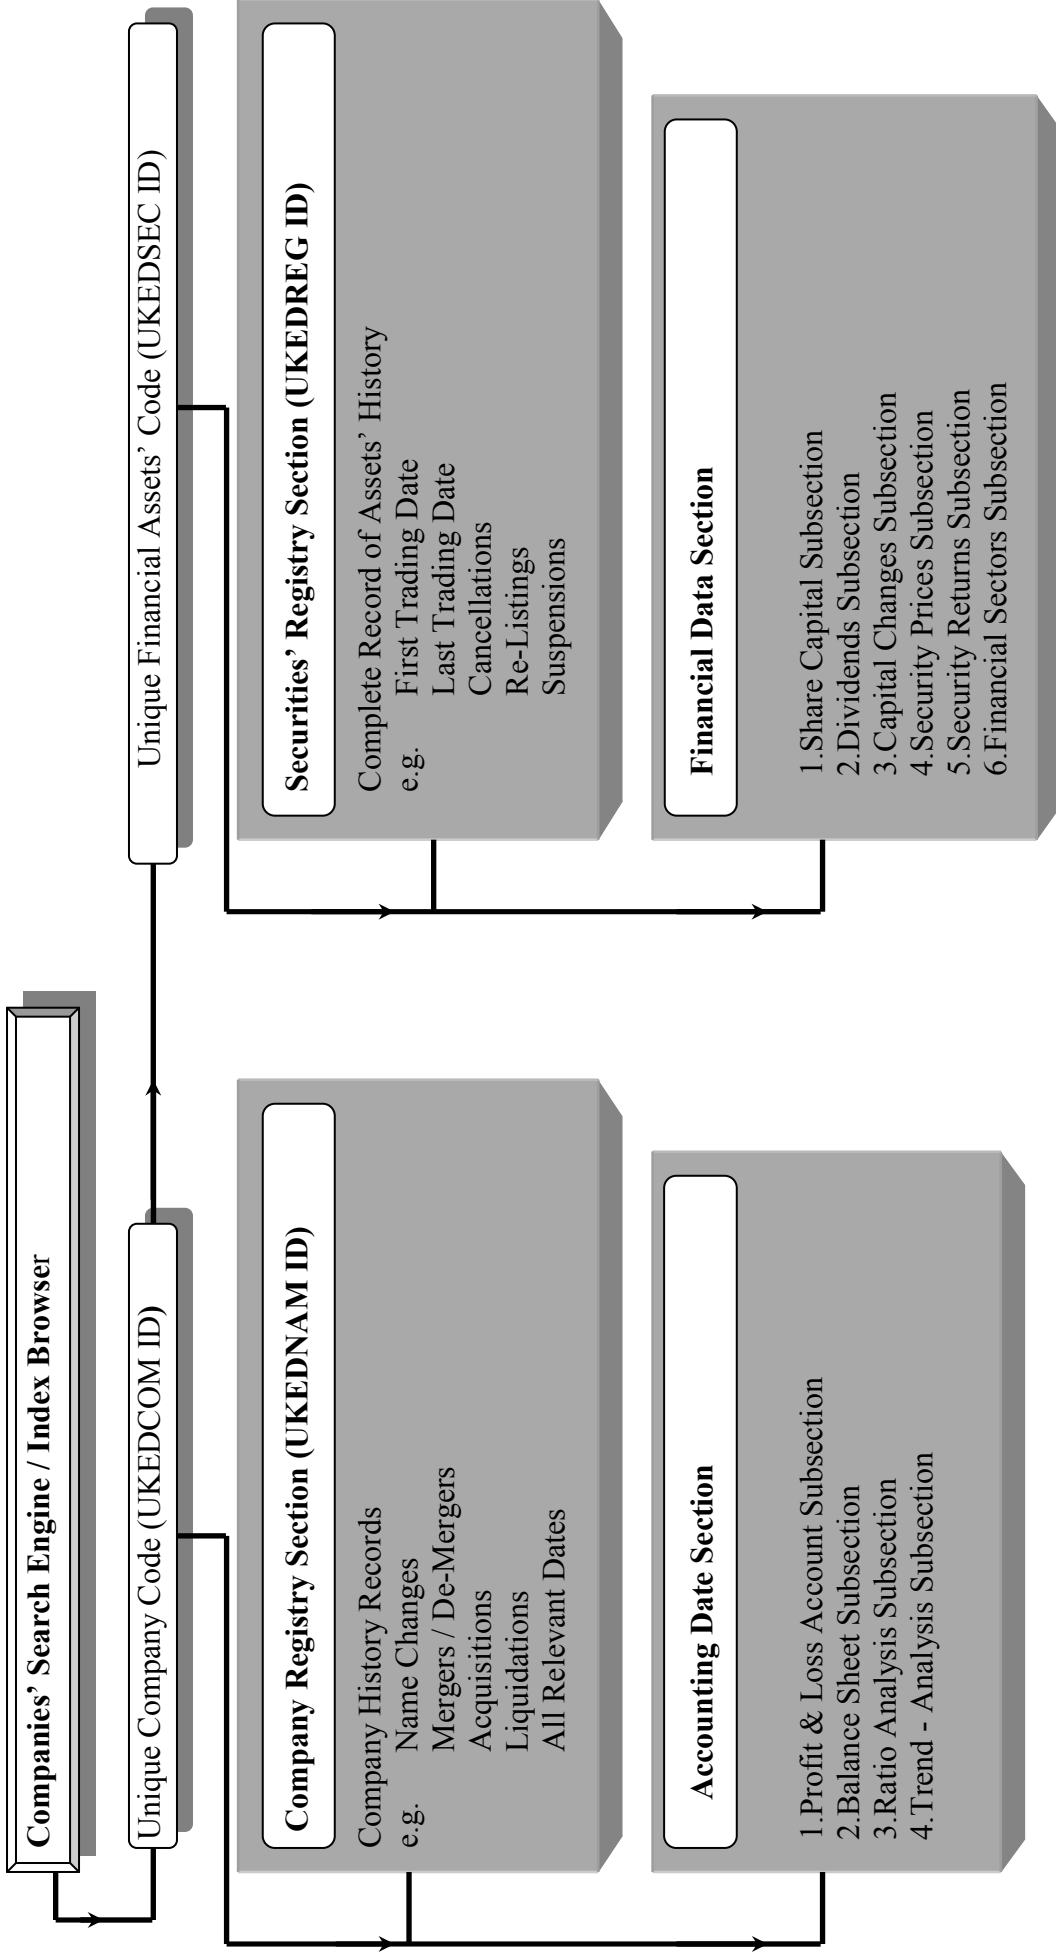 Companies’ Search Engine / Index Browser
Unique Company Code (UKEDCOM ID)
Unique Financial Assets’ Code (UKEDSEC ID)
Company Registry Section (UKEDNAM ID)
Company History Records
e.g. Name Changes
Mergers / De-Mergers
Acquisitions
Liquidations
All Relevant Dates
Securities’ Registry Section (UKEDREG ID)
Complete Record of Assets’ History
e.g. First Trading Date
Last Trading Date
Cancellations
Re-Listings
Suspensions
Accounting Date Section
1.Profit & Loss Account Subsection
2.Balance Sheet Subsection
3.Ratio Analysis Subsection
4.Trend - Analysis Subsection
Financial Data Section
1.Share Capital Subsection
2.Dividends Subsection
3.Capital Changes Subsection
4.Security Prices Subsection
5.Security Returns Subsection
6.Financial Sectors Subsection